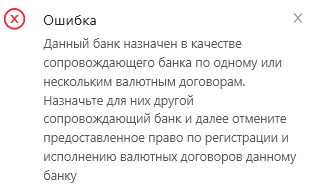 Ошибка
Данный банк назначен в качестве
сопровождающего банка по одному или
нескольким валютным договорам.
Назначьте для них другой
сопровождающий банк и далее отмените
предоставленное право по регистрации и
исполнению валютных договоров данному
банку